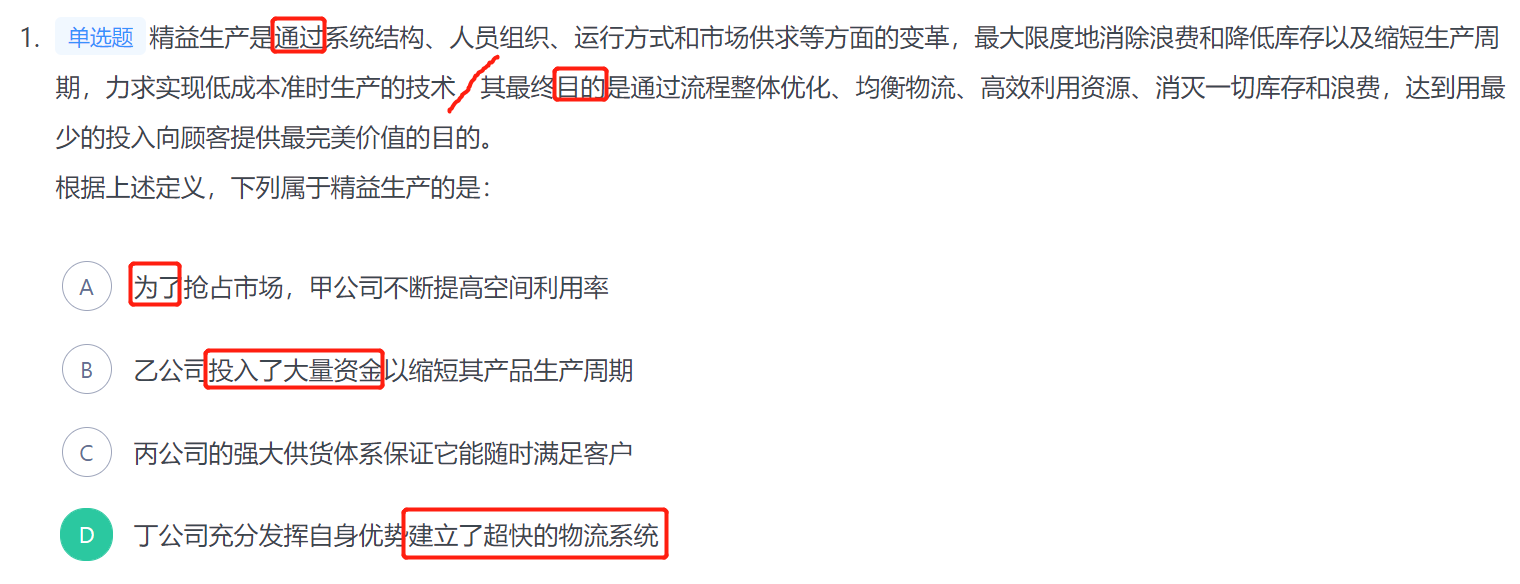 1. 单选题 精益生产是通过系统结构、人员组织、运行方式和市场供求等方面的变革，最大限度地消除浪费和降低库存以及缩短生产周
期，力求实现低成本准时生产的技术，其最终目的是通过流程整体优化、均衡物流、高效利用资源、消灭一切库存和浪费，达到用最
少的投入向顾客提供最完美价值的目的。
根据上述定义，下列属于精益生产的是：
A 为了抢占市场，甲公司不断提高空间利用率
B 乙公司投入了大量资金以缩短其产品生产周期
C 丙公司的强大供货体系保证它能随时满足客户
D 丁公司充分发挥自身优势建立了超快的物流系统